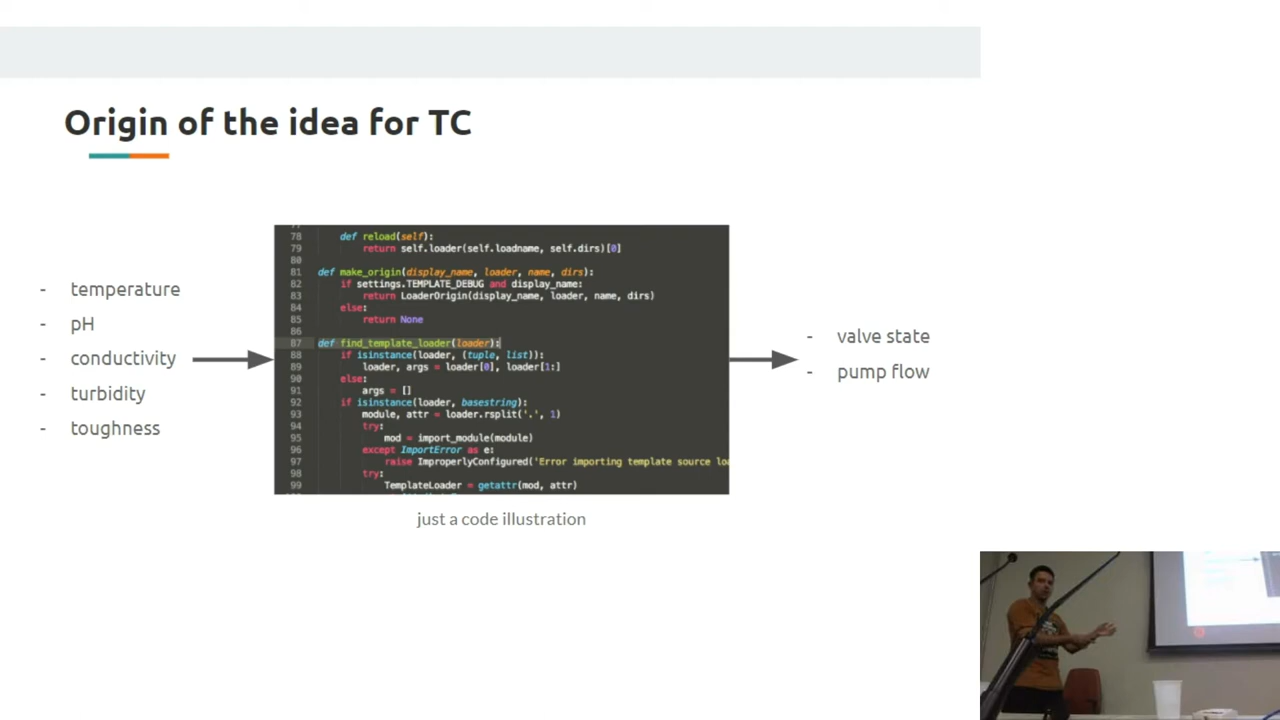 Origin of the idea for TC
- temperature
- pH
- conductivity
- turbidity
- toughness
78 def reload(self):
79 return self.loader(self.loadname, self.dirs)[0]
80
81 def make_origin(display_name, loader, name, dirs):
82 if settings.TEMPLATE_DEBUG and display_name:
83 return LoaderOrigin(display_name, loader, name, dirs)
84 else:
85 return None
86
87 def find_template_loader(loader):
88 if isinstance(loader, (tuple, list)):
89 loader, args = loader[0], loader[1:]
90 else:
91 args = []
92 if isinstance(loader, basestring):
93 module, attr = loader.rsplit('.', 1)
94 try:
95 mod = import_module(module)
96 except ImportError as e:
97 raise ImproperlyConfigured('Error importing template source loa
98 try:
99 TemplateLoader = getattr(mod, attr)
just a code illustration
- valve state
- pump flow